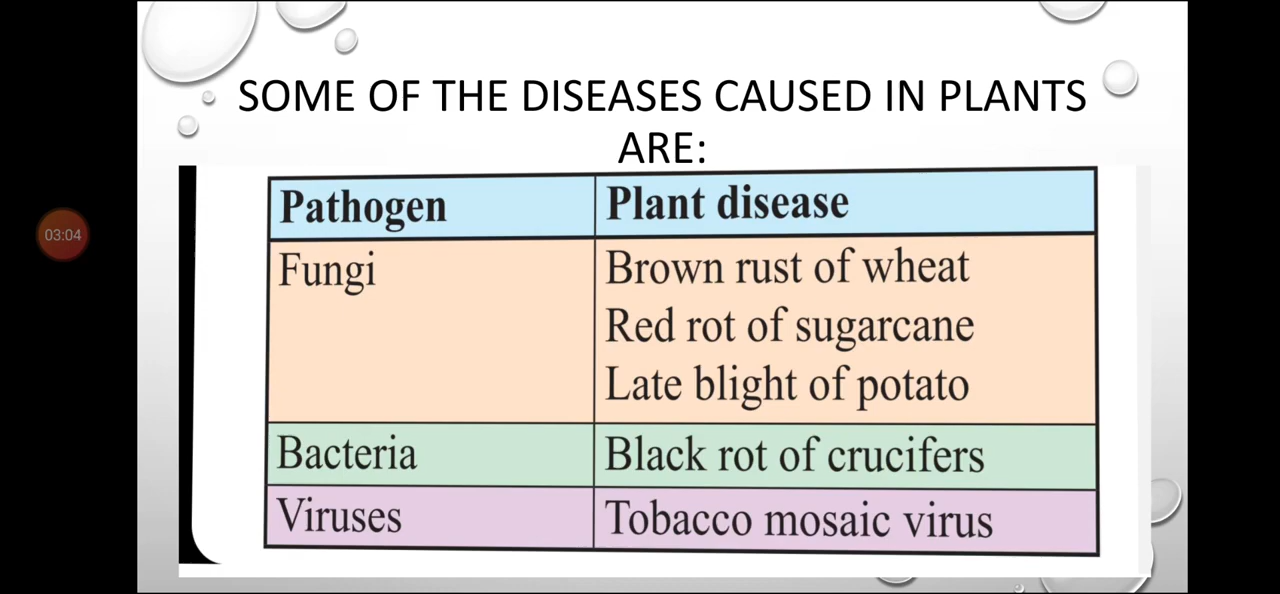 SOME OF THE DISEASES CAUSED IN PLANTS
ARE:
Pathogen Plant disease
Fungi Brown rust of wheat
Red rot of sugarcane
Late blight of potato
Bacteria Black rot of crucifers
Viruses Tobacco mosaic virus
03:04